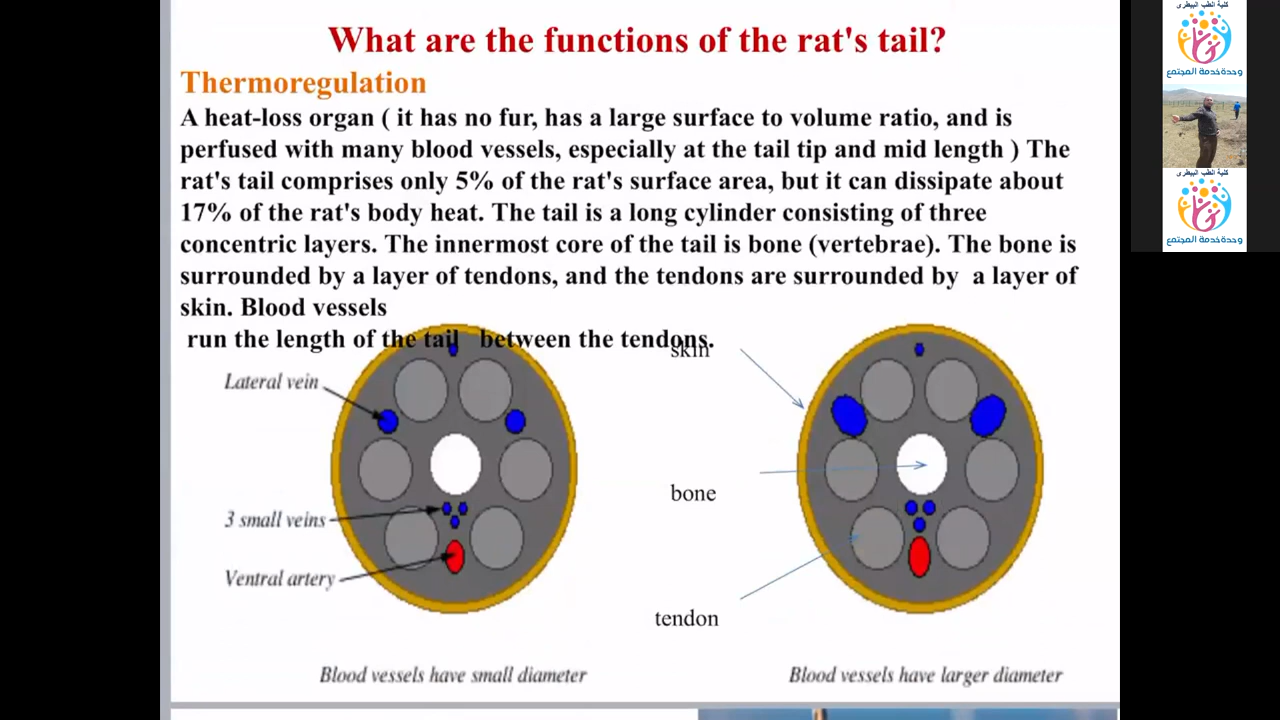 What are the functions of the rat's tail?
Thermoregulation
A heat-loss organ ( it has no fur, has a large surface to volume ratio, and is
perfused with many blood vessels, especially at the tail tip and mid length ) The
rat's tail comprises only 5% of the rat's surface area, but it can dissipate about
17% of the rat's body heat. The tail is a long cylinder consisting of three
concentric layers. The innermost core of the tail is bone (vertebrae). The bone is
surrounded by a layer of tendons, and the tendons are surrounded by a layer of
skin. Blood vessels
run the length of the tail between the tendons.
skin
Lateral vein
bone
3 small veins
Ventral artery
tendon
Blood vessels have small diameter
Blood vessels have larger diameter
كلية الطب البيطرى
وحدة خدمة المجتمع
كلية الطب البيطرى
وحدة خدمة المجتمع